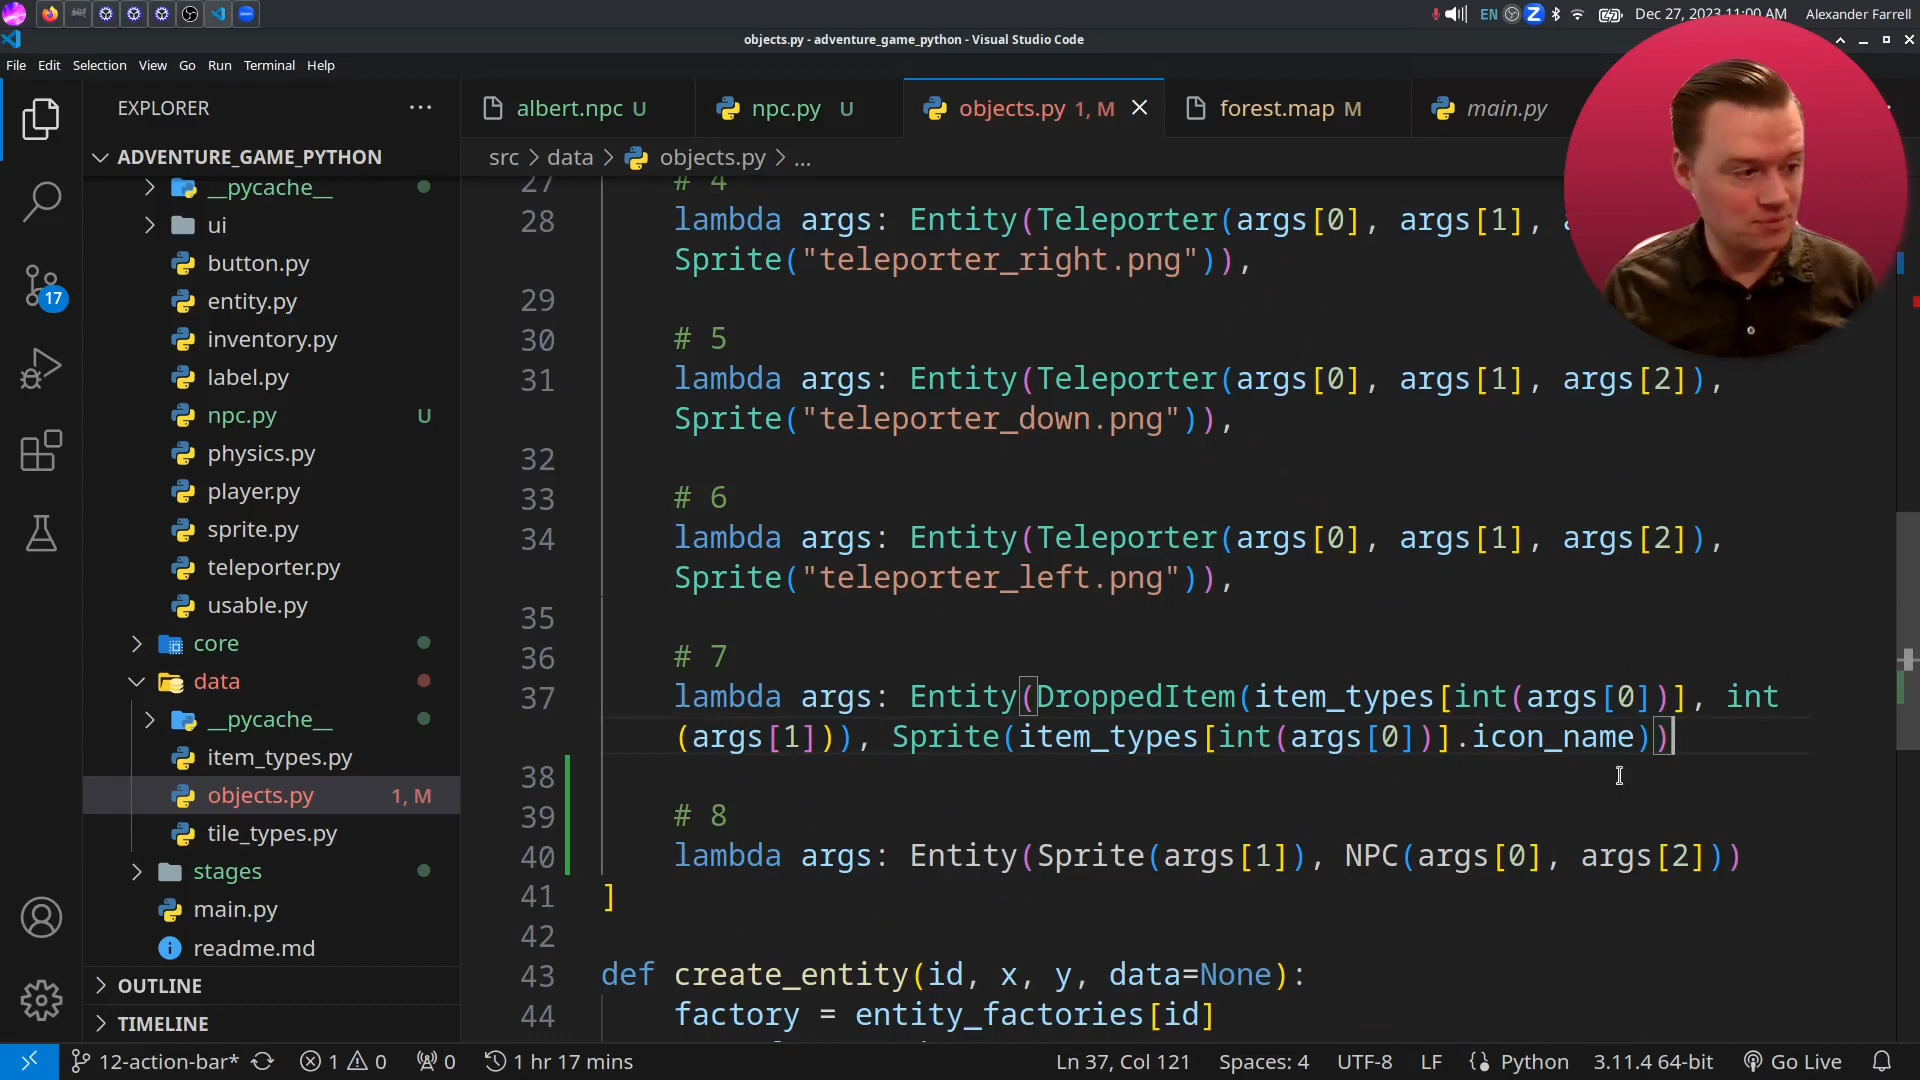 EN
Z
Dec 27, 2023 11:00 AM
Alexander Farrell
objects.py - adventure_game_python - Visual Studio Code
File Edit Selection View Go Run Terminal Help
EXPLORER
albert.npc U
npc.py U
objects.py 1, M
forest.map M
main.py
ADVENTURE_GAME_PYTHON
src > data > objects.py > ...
__pycache__
ui
button.py
entity.py
inventory.py
label.py
npc.py U
physics.py
player.py
sprite.py
teleporter.py
usable.py
core
data
__pycache__
item_types.py
objects.py 1, M
tile_types.py
stages
main.py
readme.md
OUTLINE
TIMELINE
17
27 # 4
28 lambda args: Entity(Teleporter(args[0], args[1],
Sprite("teleporter_right.png")),
29
30 # 5
31 lambda args: Entity(Teleporter(args[0], args[1], args[2]),
Sprite("teleporter_down.png")),
32
33 # 6
34 lambda args: Entity(Teleporter(args[0], args[1], args[2]),
Sprite("teleporter_left.png")),
35
36 # 7
37 lambda args: Entity(DroppedItem(item_types[int(args[0])], int
(args[1])), Sprite(item_types[int(args[0])].icon_name))
38
39 # 8
40 lambda args: Entity(Sprite(args[1]), NPC(args[0], args[2]))
41 ]
42
43 def create_entity(id, x, y, data=None):
44 factory = entity_factories[id]
12-action-bar* 1 0 0 1 hr 17 mins Ln 37, Col 121 Spaces: 4 UTF-8 LF Python 3.11.4 64-bit Go Live